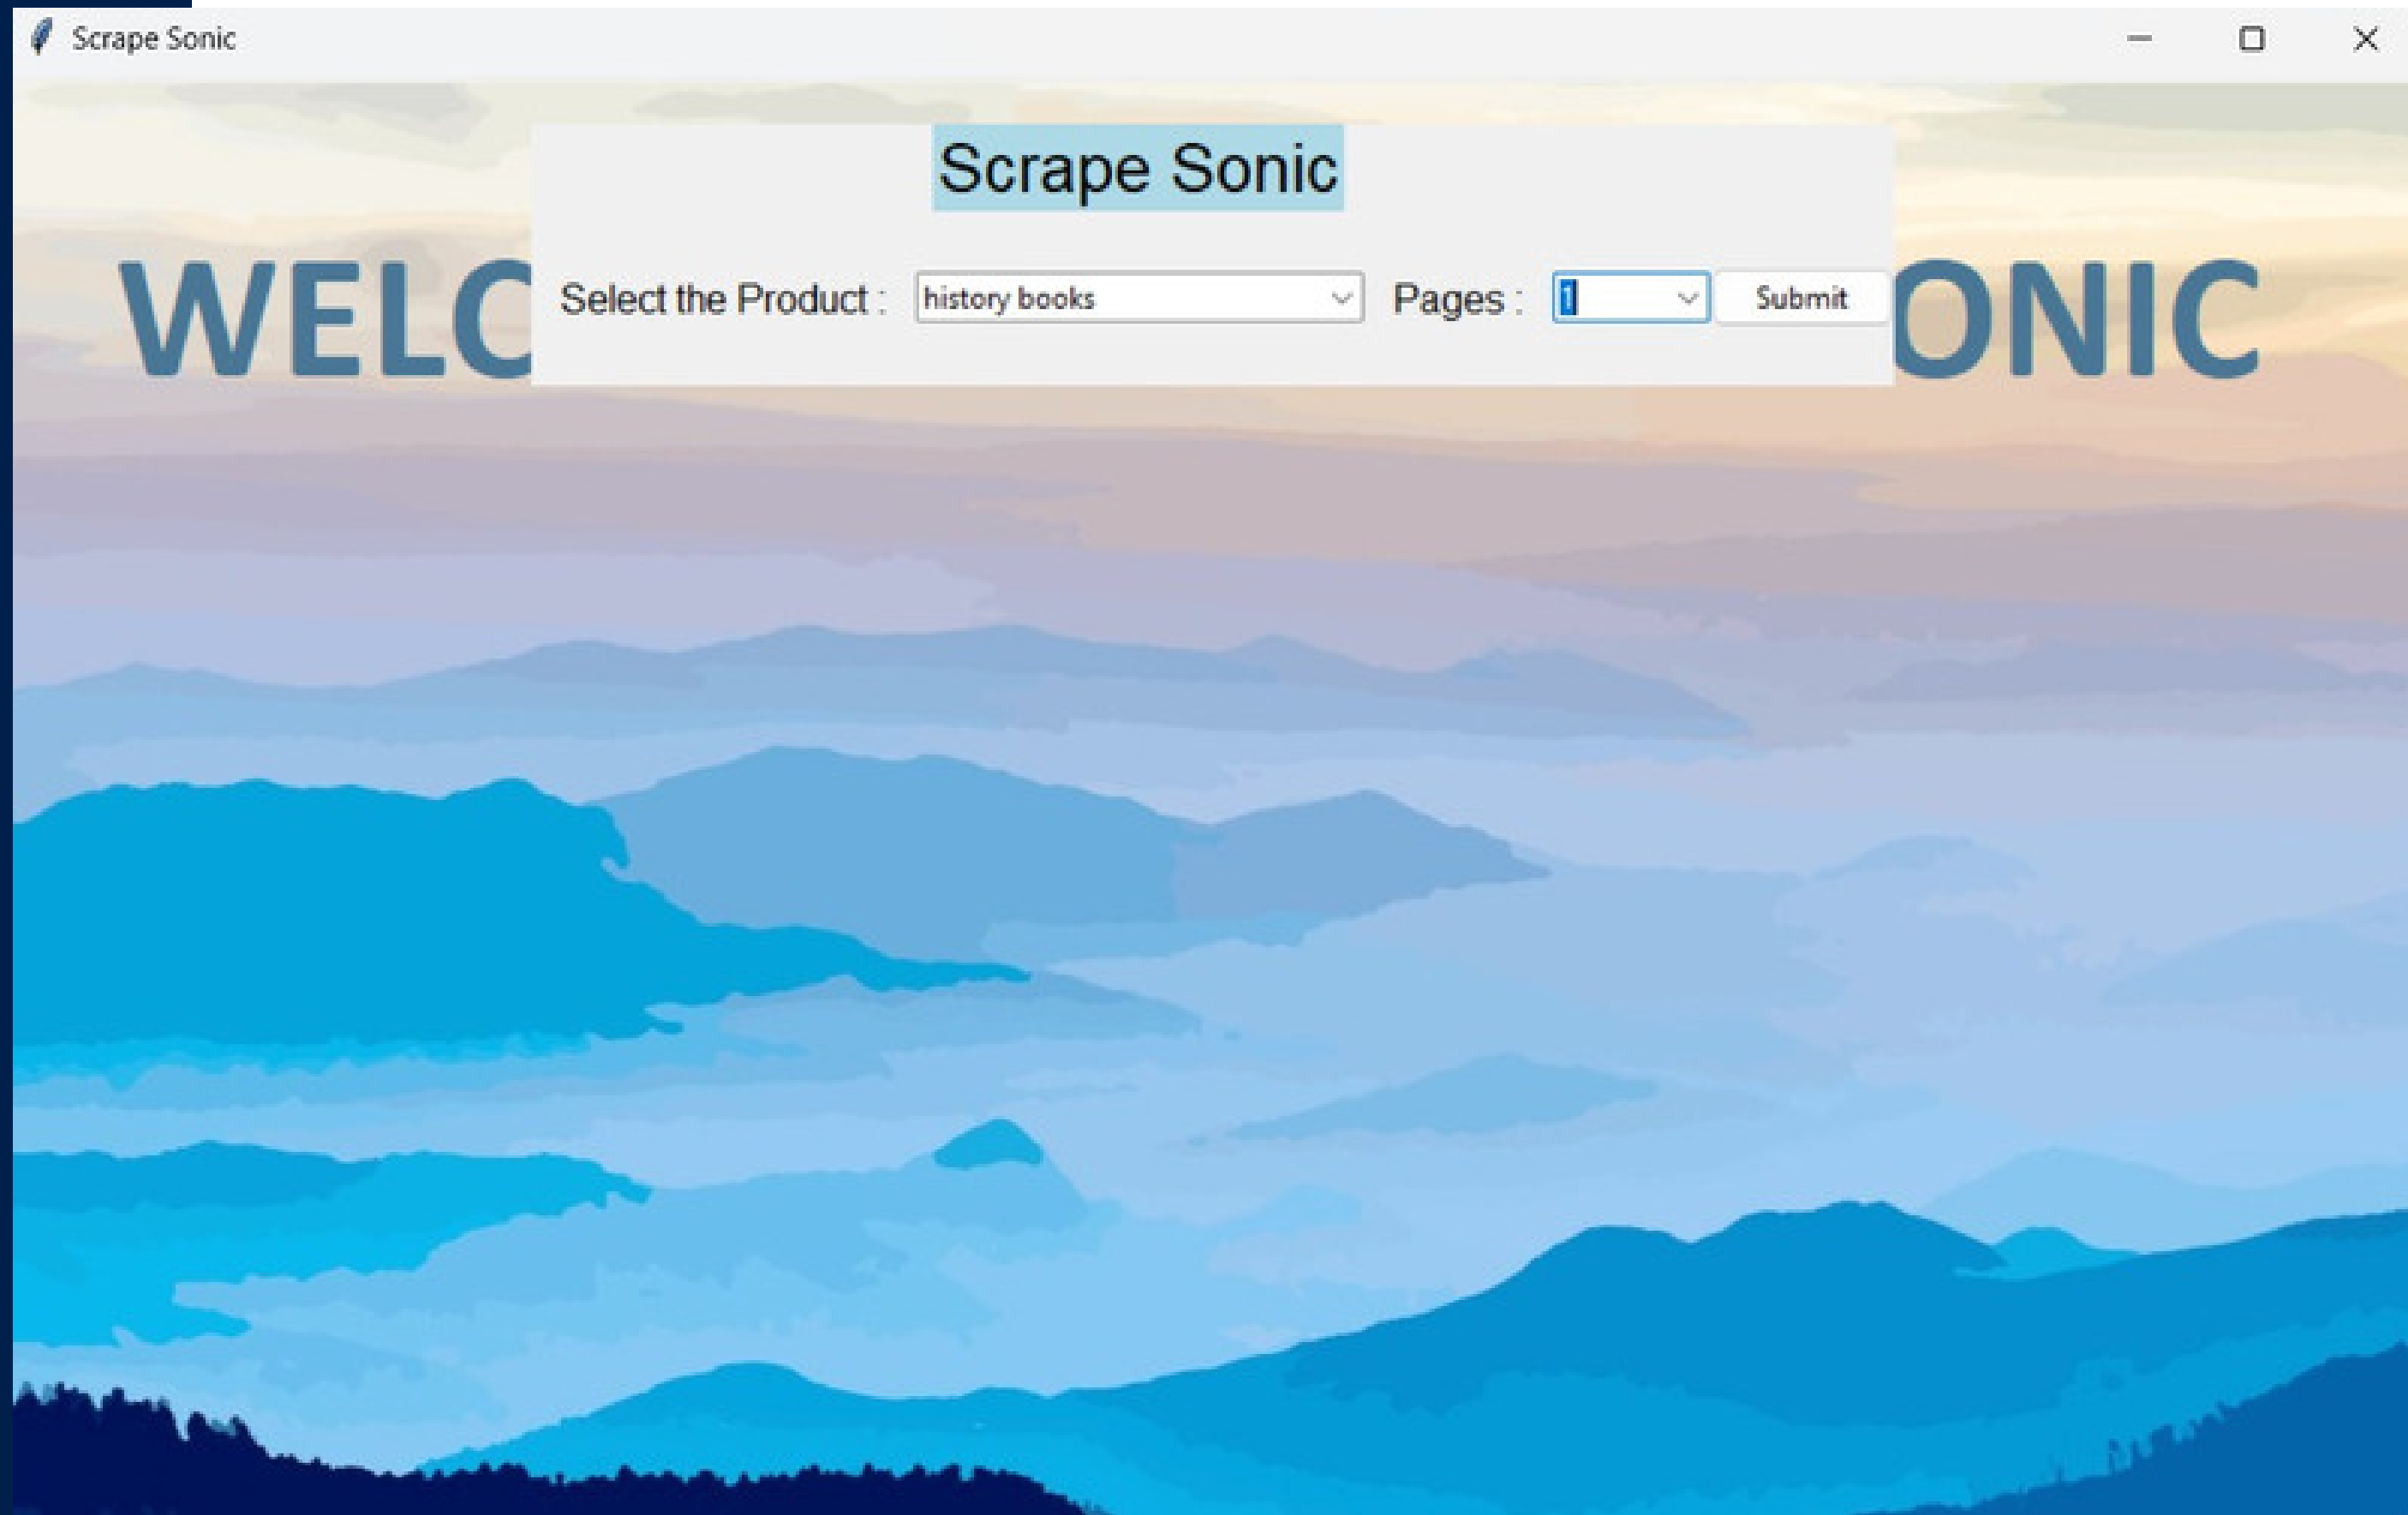 Scrape Sonic
Scrape Sonic
WELC ONIC
Select the Product : history books Pages : 1 Submit